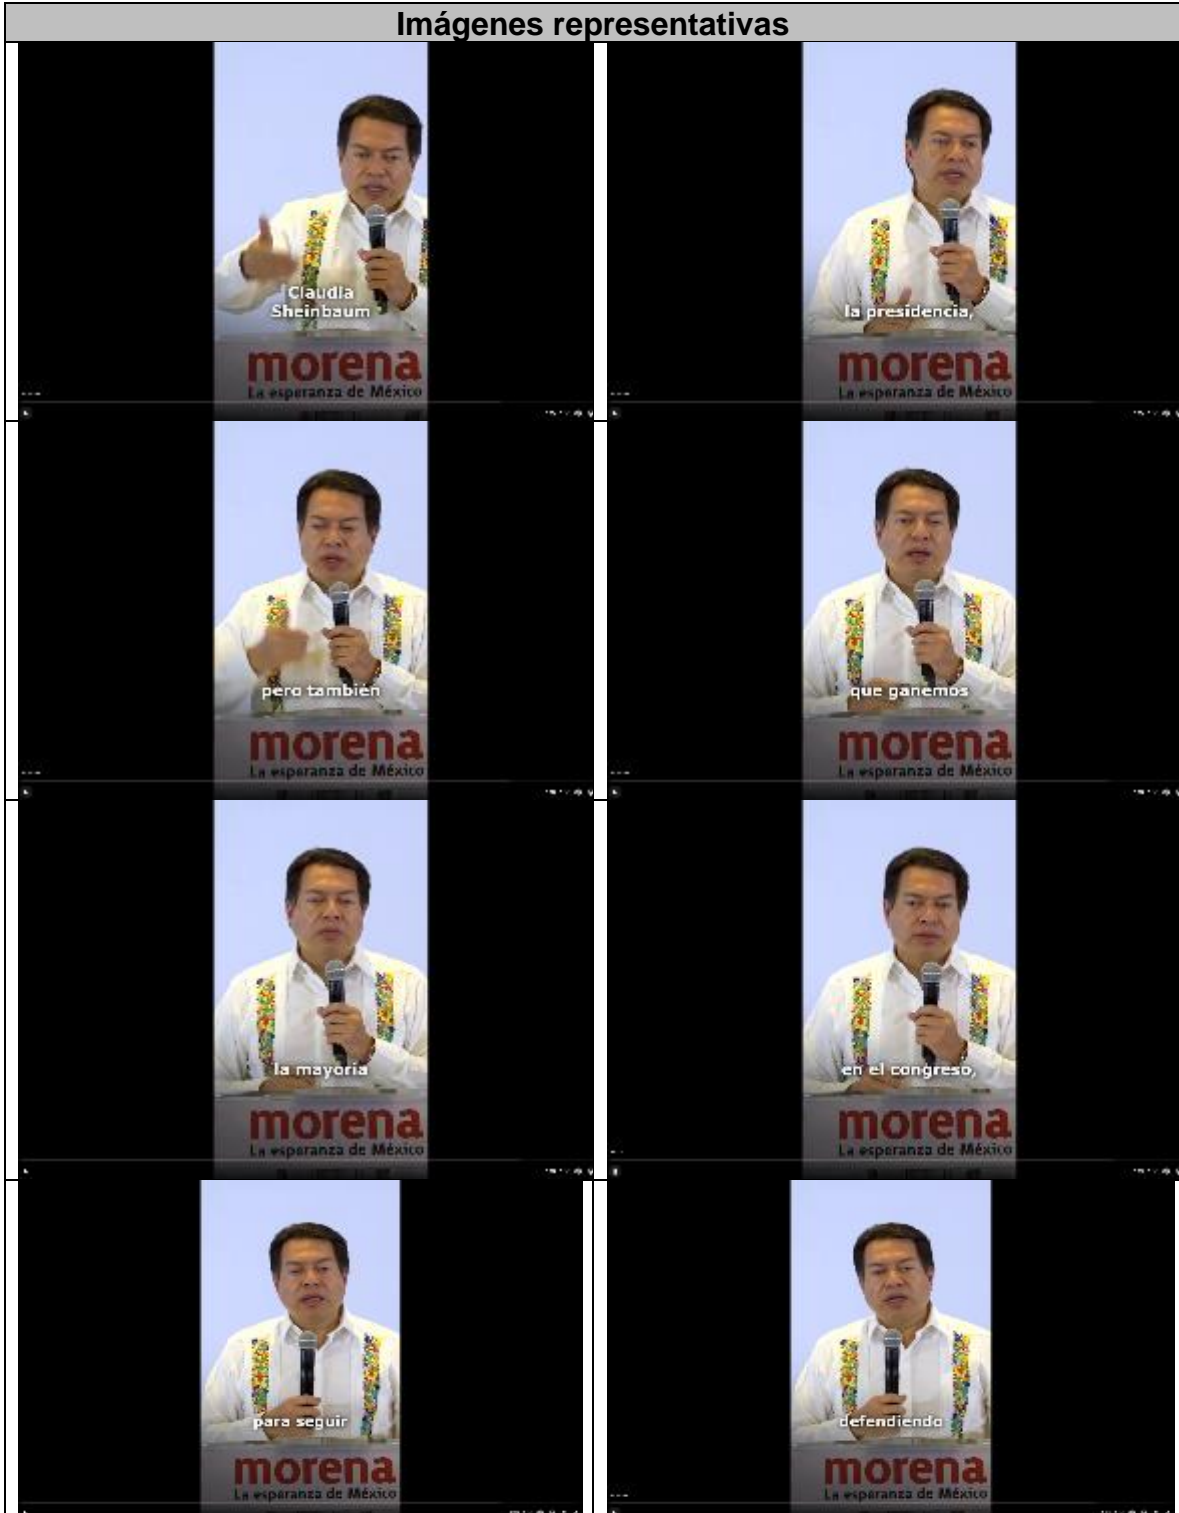 Imágenes representativas
Claudia
Sheinbaum
morena
La esperanza de México
la presidencia,
morena
La esperanza de México
pero también
morena
La esperanza de México
que ganemos
morena
La esperanza de México
la mayoría
morena
La esperanza de México
en el congreso,
morena
La esperanza de México
para seguir
morena
La esperanza de México
defendiendo
morena
La esperanza de México